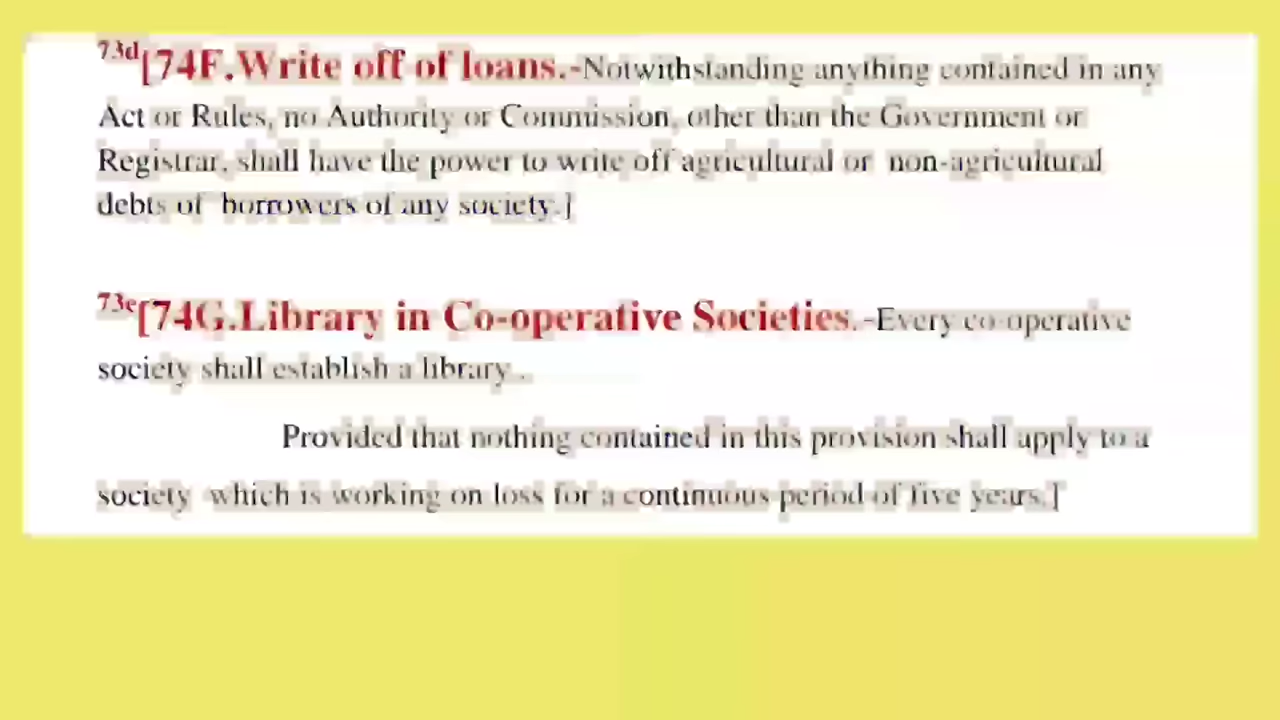 73d[74F.Write off of loans.-Notwithstanding anything contained in any
Act or Rules, no Authority or Commission, other than the Government or
Registrar, shall have the power to write off agricultural or non-agricultural
debts of borrowers of any society.]
73e[74G.Library in Co-operative Societies.-Every co-operative
society shall establish a library..
Provided that nothing contained in this provision shall apply to a
society which is working on loss for a continuous period of five years.]